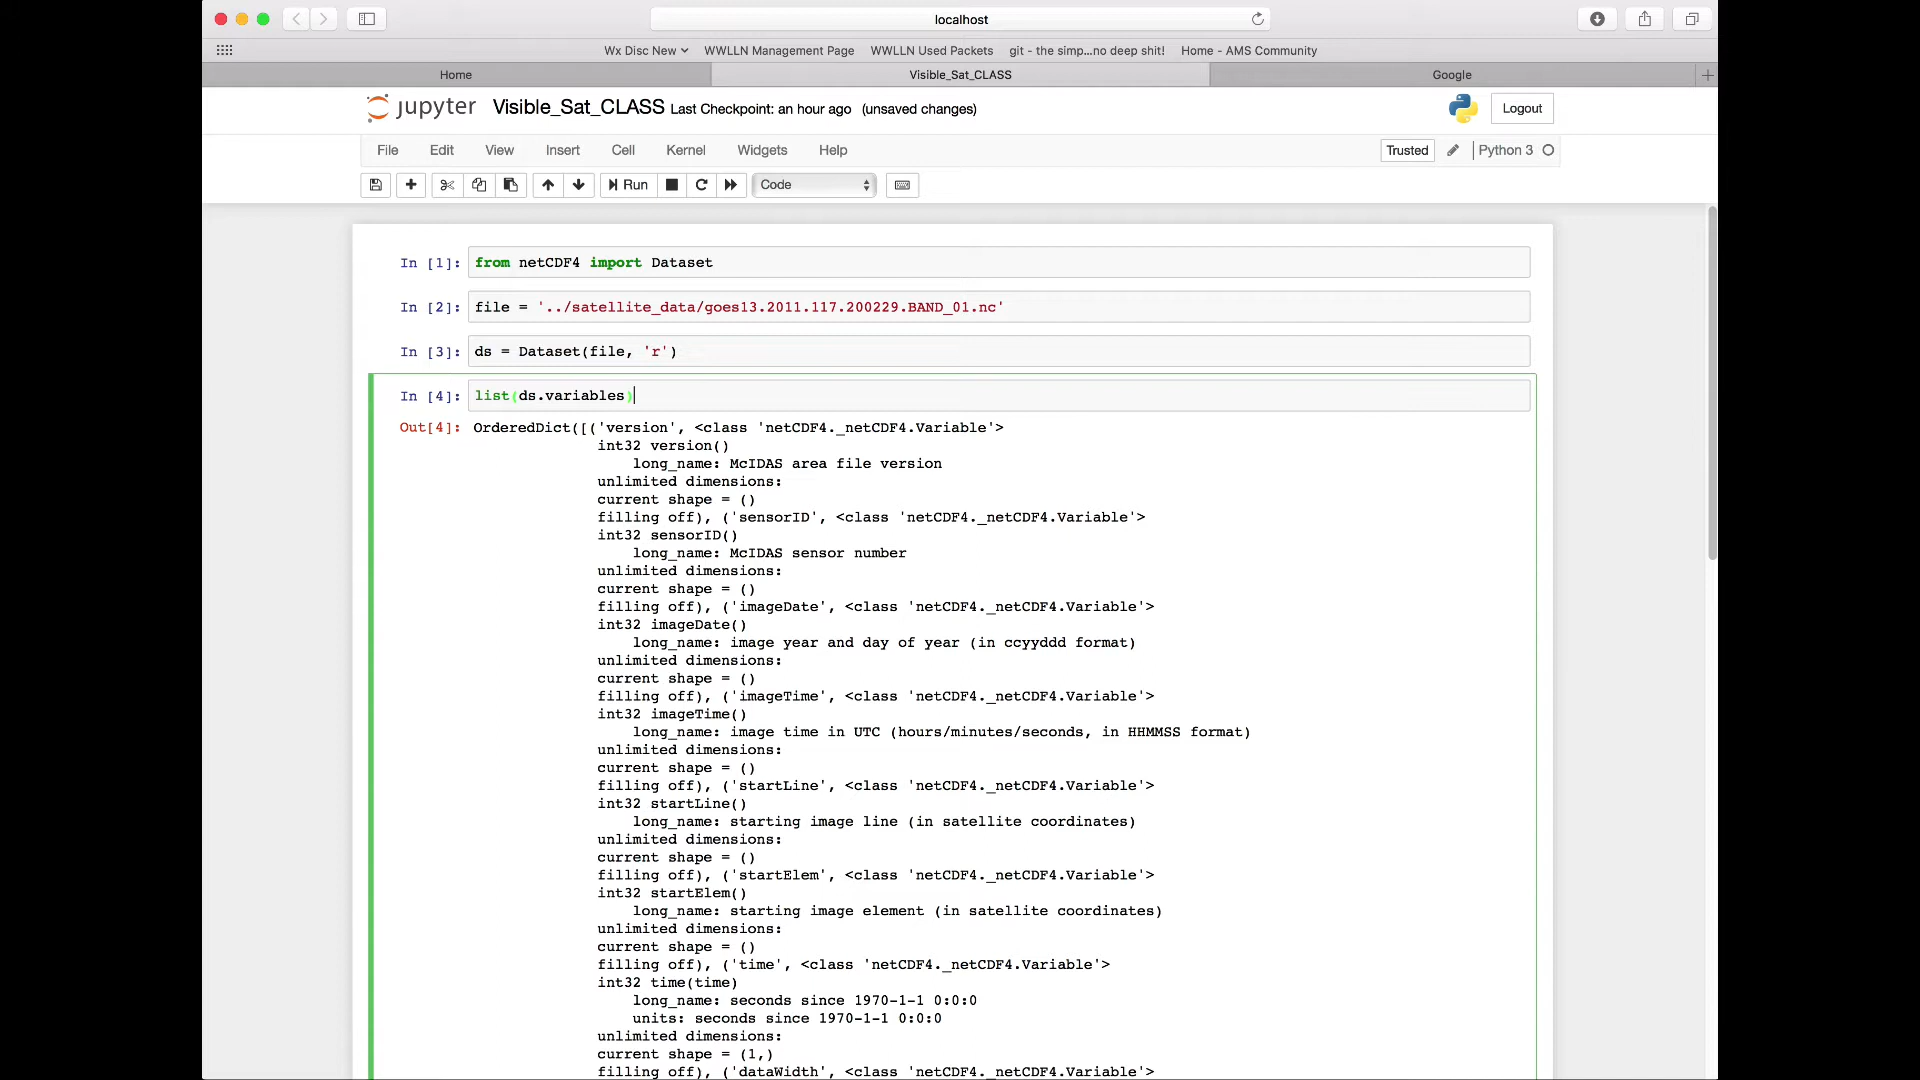 localhost
Wx Disc New WWLLN Management Page WWLLN Used Packets git - the simp...no deep shit! Home - AMS Community
Home Visible_Sat_CLASS Google
jupyter Visible_Sat_CLASS Last Checkpoint: an hour ago (unsaved changes) Logout
File Edit View Insert Cell Kernel Widgets Help Trusted Python 3
Run Code
In [1]: from netCDF4 import Dataset
In [2]: file = '../satellite_data/goes13.2011.117.200229.BAND_01.nc'
In [3]: ds = Dataset(file, 'r')
In [4]: list(ds.variables)
Out[4]: OrderedDict([('version', <class 'netCDF4._netCDF4.Variable'>
int32 version()
long_name: McIDAS area file version
unlimited dimensions:
current shape = ()
filling off), ('sensorID', <class 'netCDF4._netCDF4.Variable'>
int32 sensorID()
long_name: McIDAS sensor number
unlimited dimensions:
current shape = ()
filling off), ('imageDate', <class 'netCDF4._netCDF4.Variable'>
int32 imageDate()
long_name: image year and day of year (in ccyyddd format)
unlimited dimensions:
current shape = ()
filling off), ('imageTime', <class 'netCDF4._netCDF4.Variable'>
int32 imageTime()
long_name: image time in UTC (hours/minutes/seconds, in HHMMSS format)
unlimited dimensions:
current shape = ()
filling off), ('startLine', <class 'netCDF4._netCDF4.Variable'>
int32 startLine()
long_name: starting image line (in satellite coordinates)
unlimited dimensions:
current shape = ()
filling off), ('startElem', <class 'netCDF4._netCDF4.Variable'>
int32 startElem()
long_name: starting image element (in satellite coordinates)
unlimited dimensions:
current shape = ()
filling off), ('time', <class 'netCDF4._netCDF4.Variable'>
int32 time(time)
long_name: seconds since 1970-1-1 0:0:0
units: seconds since 1970-1-1 0:0:0
unlimited dimensions:
current shape = (1,)
filling off), ('dataWidth', <class 'netCDF4._netCDF4.Variable'>